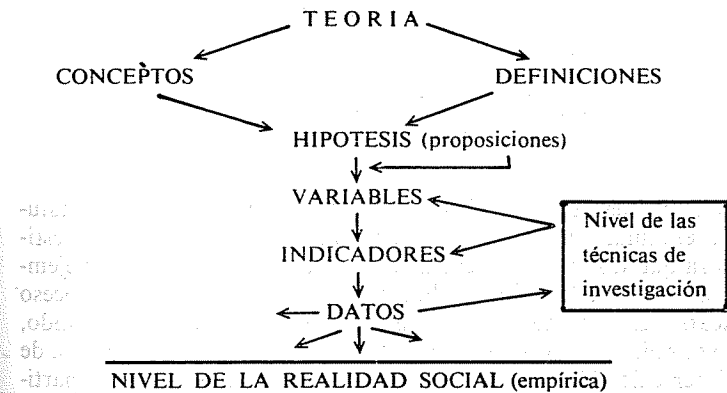 TEORIA
CONCEPTOS
DEFINICIONES
HIPOTESIS (proposiciones)
VARIABLES
INDICADORES
DATOS
Nivel de las
técnicas de
investigación
NIVEL DE LA REALIDAD SOCIAL (empírica)